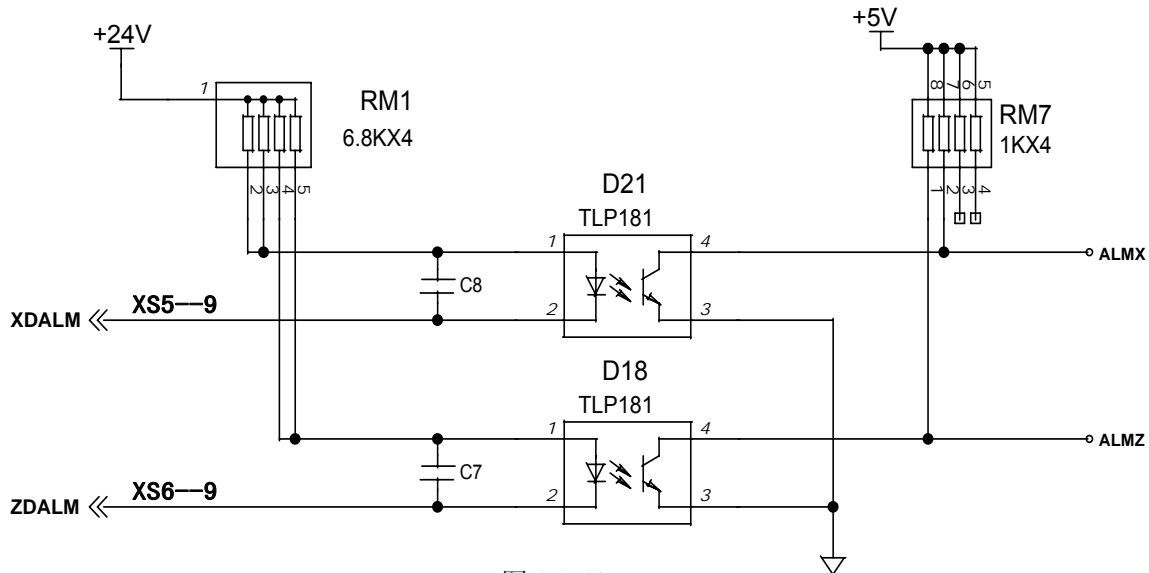 +24V
+5V
1
RM1
6.8KX4
2 3 4 5
8 7 6 5
RM7
1KX4
1 2 3 4
D21
TLP181
1
4
C8
2
3
ALMX
XDALM
XS5—9
D18
TLP181
1
4
C7
2
3
ALMZ
ZDALM
XS6—9